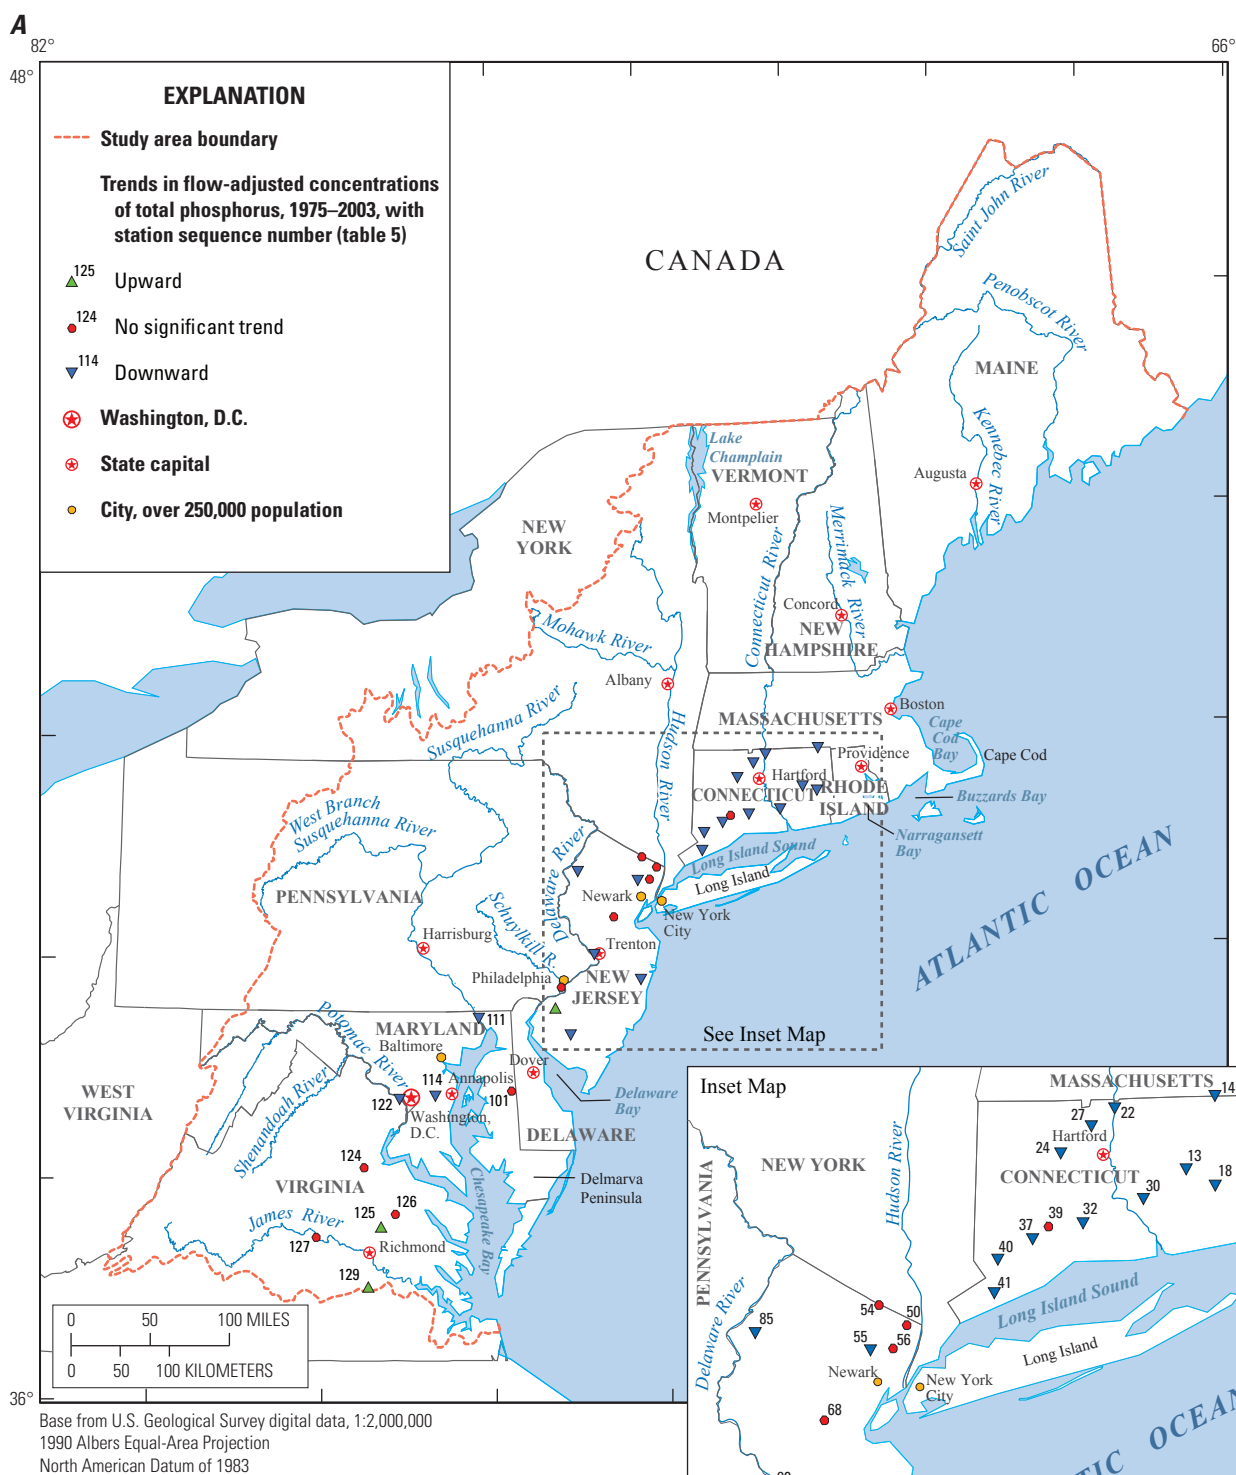 A
82°
66°
48°
EXPLANATION
Study area boundary
Trends in flow-adjusted concentrations
of total phosphorus, 1975–2003, with
station sequence number (table 5)
125 Upward
124 No significant trend
114 Downward
Washington, D.C.
State capital
City, over 250,000 population
CANADA
Saint John River
Penobscot River
MAINE
Kennebec River
Augusta
Lake
Champlain
VERMONT
Montpelier
NEW
YORK
Connecticut River
Merrimack River
Concord
NEW
HAMPSHIRE
Mohawk River
Albany
Hudson River
Susquehanna River
MASSACHUSETTS
Boston
Cape
Cod
Bay
Cape Cod
Providence
Hartford
CONNECTICUT
RHODE
ISLAND
Buzzards Bay
Narragansett
Bay
Long Island Sound
Long Island
West Branch
Susquehanna River
PENNSYLVANIA
Delaware River
Schuylkill R.
Newark
New York
City
Harrisburg
Trenton
Philadelphia
NEW
JERSEY
ATLANTIC OCEAN
See Inset Map
Potomac River
MARYLAND
111
Baltimore
Dover
WEST
VIRGINIA
Shenandoah River
114
Annapolis
122
101
Washington,
D.C.
Delaware
Bay
DELAWARE
124
VIRGINIA
Delmarva
Peninsula
126
125
James River
127
Richmond
Chesapeake Bay
129
0 50 100 MILES
0 50 100 KILOMETERS
36°
Base from U.S. Geological Survey digital data, 1:2,000,000
1990 Albers Equal-Area Projection
North American Datum of 1983
Inset Map
MASSACHUSETTS
14
27
22
Hartford
24
CONNECTICUT
13
18
30
32
39
37
40
41
NEW YORK
Hudson River
PENNSYLVANIA
Delaware River
Long Island Sound
Long Island
54
50
85
55
56
Newark
New York
City
68
TIC OCEAN